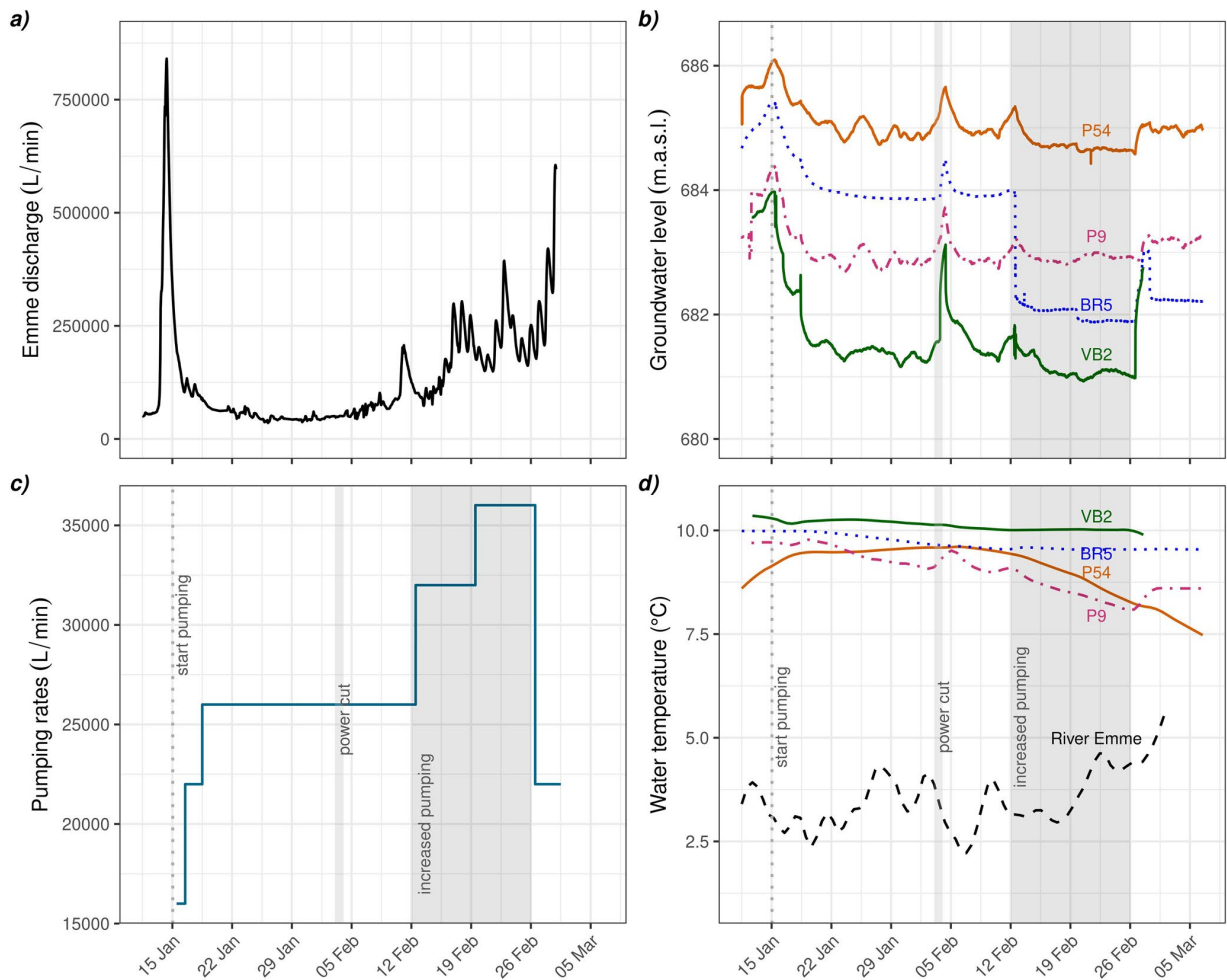 a)
Emme discharge (L/min)
750000
500000
250000
0
b)
Groundwater level (m.a.s.l.)
686
684
682
680
P54
P9
BR5
VB2
c)
Pumping rates (L/min)
35000
30000
25000
20000
15000
start pumping
power cut
increased pumping
15 Jan
22 Jan
29 Jan
05 Feb
12 Feb
19 Feb
26 Feb
05 Mar
d)
Water temperature (°C)
10.0
7.5
5.0
2.5
VB2
BR5
P54
P9
River Emme
start pumping
power cut
increased pumping
15 Jan
22 Jan
29 Jan
05 Feb
12 Feb
19 Feb
26 Feb
05 Mar